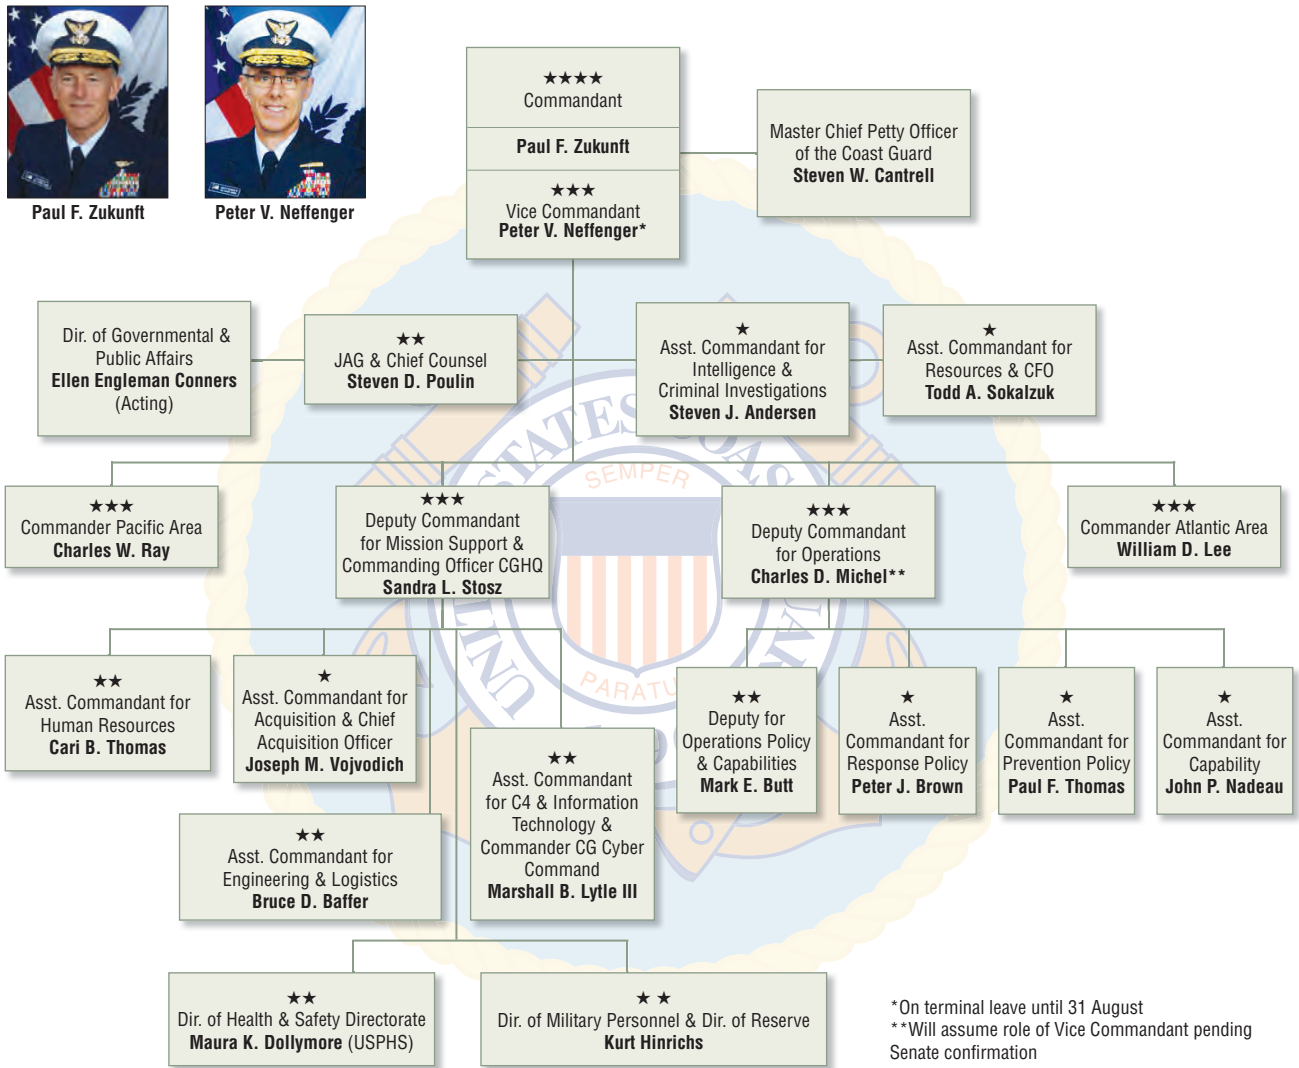 Paul F. Zukunft
Peter V. Neffenger
★★★★
Commandant
Paul F. Zukunft
★★★
Vice Commandant
Peter V. Neffenger*
Master Chief Petty Officer
of the Coast Guard
Steven W. Cantrell
Dir. of Governmental &
Public Affairs
Ellen Engleman Conners
(Acting)
★★
JAG & Chief Counsel
Steven D. Poulin
★
Asst. Commandant for
Intelligence &
Criminal Investigations
Steven J. Andersen
★
Asst. Commandant for
Resources & CFO
Todd A. Sokalzuk
★★★
Commander Pacific Area
Charles W. Ray
★★★
Deputy Commandant
for Mission Support &
Commanding Officer CGHQ
Sandra L. Stosz
★★★
Deputy Commandant
for Operations
Charles D. Michel**
★★★
Commander Atlantic Area
William D. Lee
★★
Asst. Commandant for
Human Resources
Cari B. Thomas
★
Asst. Commandant for
Acquisition & Chief
Acquisition Officer
Joseph M. Vojvodich
★★
Asst. Commandant for
Engineering & Logistics
Bruce D. Baffer
★★
Asst. Commandant
for C4 & Information
Technology &
Commander CG Cyber
Command
Marshall B. Lytle III
★★
Deputy for
Operations Policy
& Capabilities
Mark E. Butt
★
Asst.
Commandant for
Response Policy
Peter J. Brown
★
Asst.
Commandant for
Prevention Policy
Paul F. Thomas
★
Asst.
Commandant for
Capability
John P. Nadeau
★★
Dir. of Health & Safety Directorate
Maura K. Dollymore (USPHS)
★ ★
Dir. of Military Personnel & Dir. of Reserve
Kurt Hinrichs
*On terminal leave until 31 August
**Will assume role of Vice Commandant pending
Senate confirmation
SEMPER